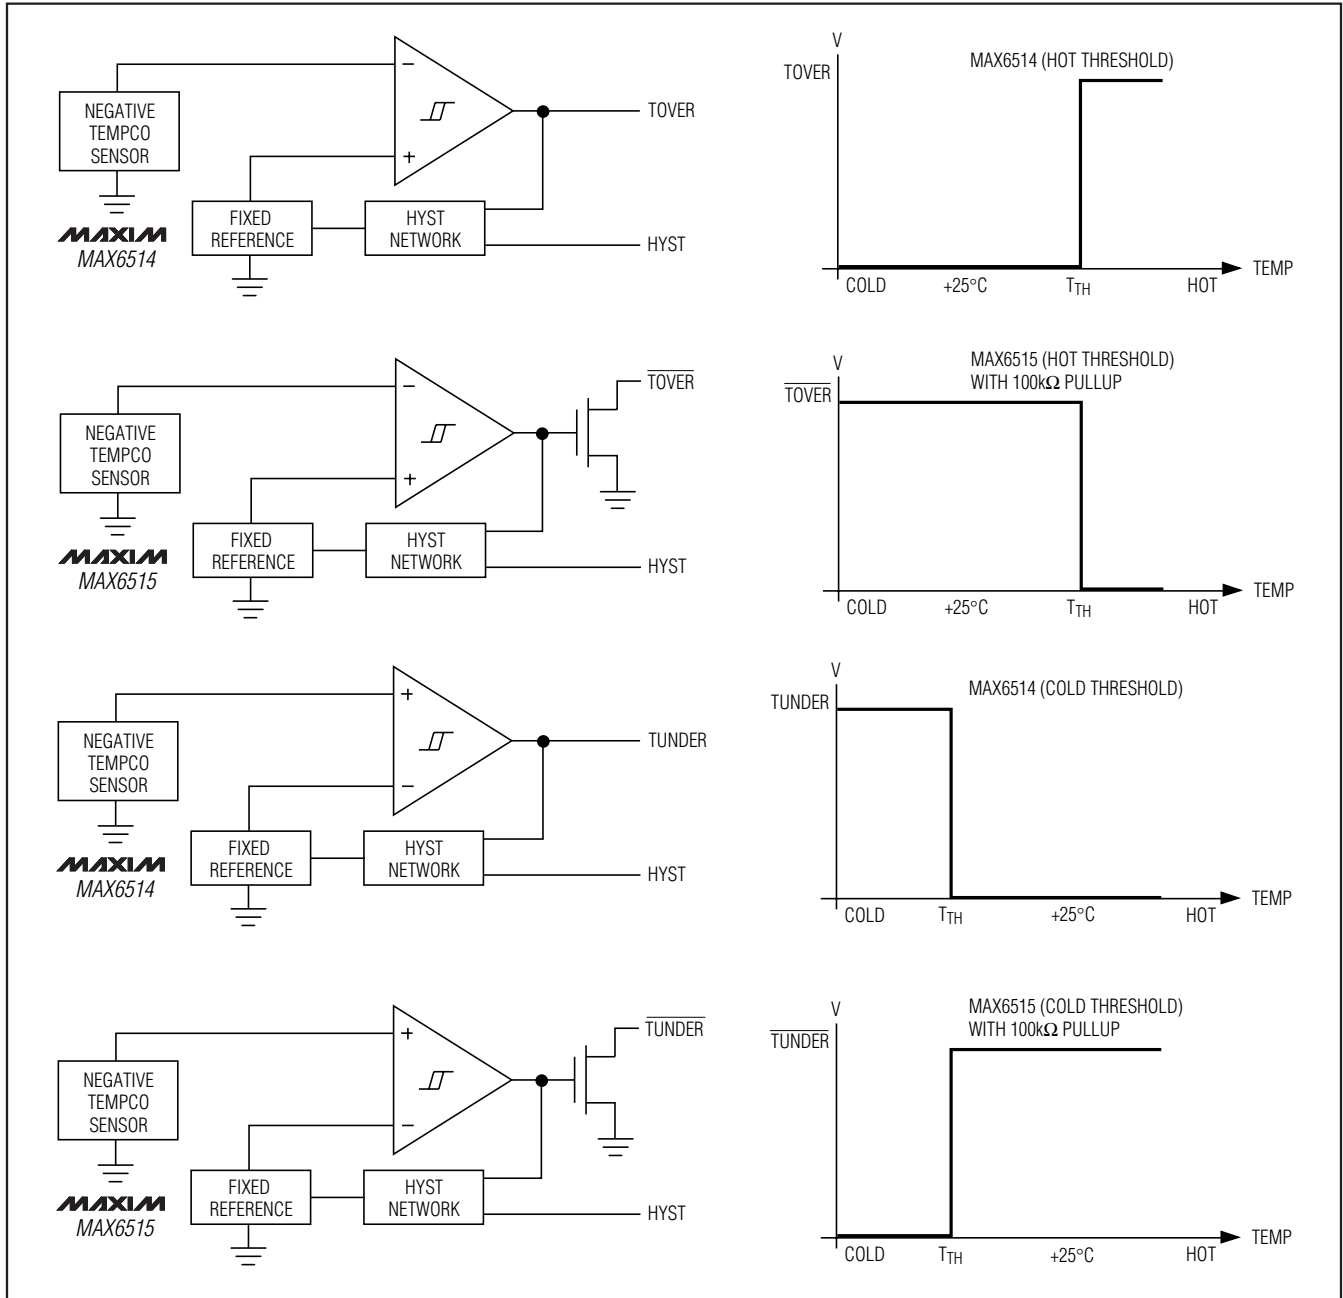 NEGATIVE
TEMPCO
SENSOR
−
+
TOVER
FIXED
REFERENCE
HYST
NETWORK
HYST
MAXIM
MAX6514
V
TOVER
MAX6514 (HOT THRESHOLD)
COLD
+25°C
TTH
HOT
TEMP
NEGATIVE
TEMPCO
SENSOR
−
+
TOVER
FIXED
REFERENCE
HYST
NETWORK
HYST
MAXIM
MAX6515
V
TOVER
MAX6515 (HOT THRESHOLD)
WITH 100kΩ PULLUP
COLD
+25°C
TTH
HOT
TEMP
NEGATIVE
TEMPCO
SENSOR
+
−
TUNDER
FIXED
REFERENCE
HYST
NETWORK
HYST
MAXIM
MAX6514
V
TUNDER
MAX6514 (COLD THRESHOLD)
COLD
TTH
+25°C
HOT
TEMP
NEGATIVE
TEMPCO
SENSOR
+
−
TUNDER
FIXED
REFERENCE
HYST
NETWORK
HYST
MAXIM
MAX6515
V
TUNDER
MAX6515 (COLD THRESHOLD)
WITH 100kΩ PULLUP
COLD
TTH
+25°C
HOT
TEMP